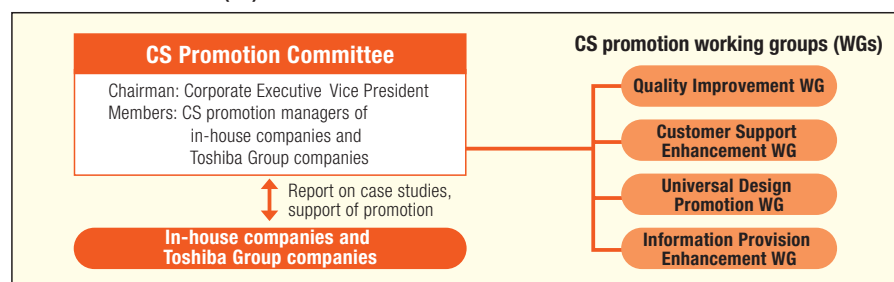 CS Promotion Committee
Chairman: Corporate Executive Vice President
Members: CS promotion managers of
in-house companies and
Toshiba Group companies
Report on case studies,
support of promotion
In-house companies and
Toshiba Group companies
CS promotion working groups (WGs)
Quality Improvement WG
Customer Support
Enhancement WG
Universal Design
Promotion WG
Information Provision
Enhancement WG